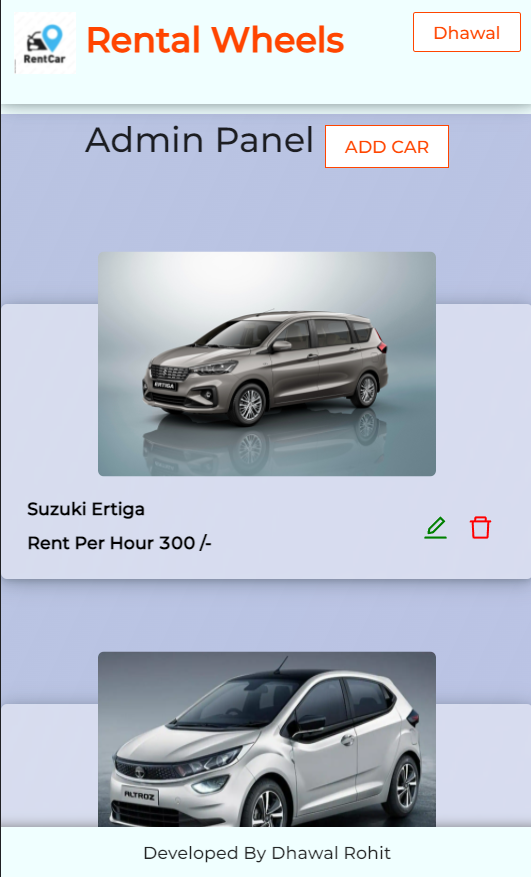 RentCar
Rental Wheels
Dhawal
Admin Panel
ADD CAR
ERTIGA
Suzuki Ertiga
Rent Per Hour 300 /-
ALTROZ
Developed By Dhawal Rohit